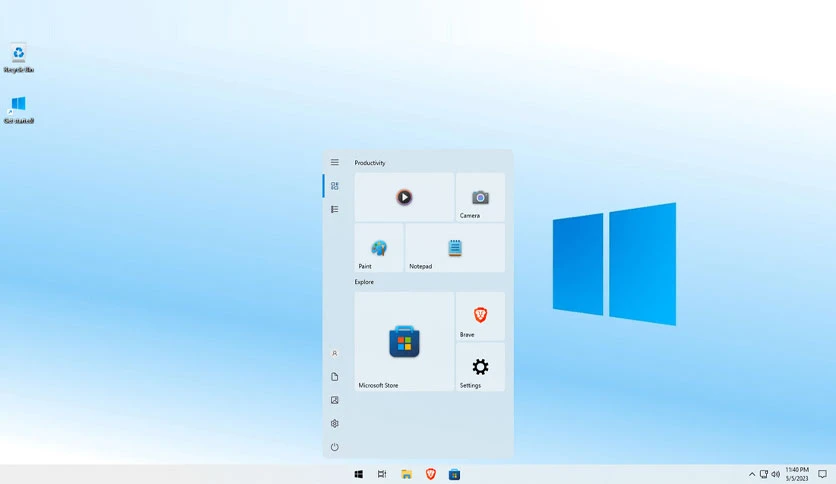 Recycle Bin
Get started!
Productivity
Camera
Paint
Notepad
Explore
Brave
Microsoft Store
Settings
11:40 PM
5/5/2023